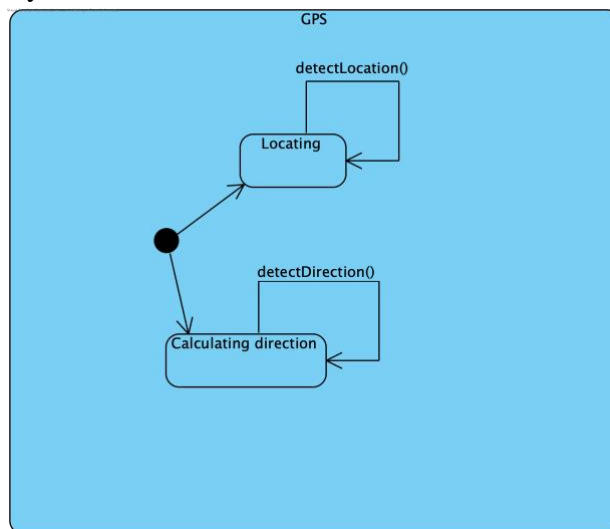 GPS
detectLocation()
Locating
detectDirection()
Calculating direction